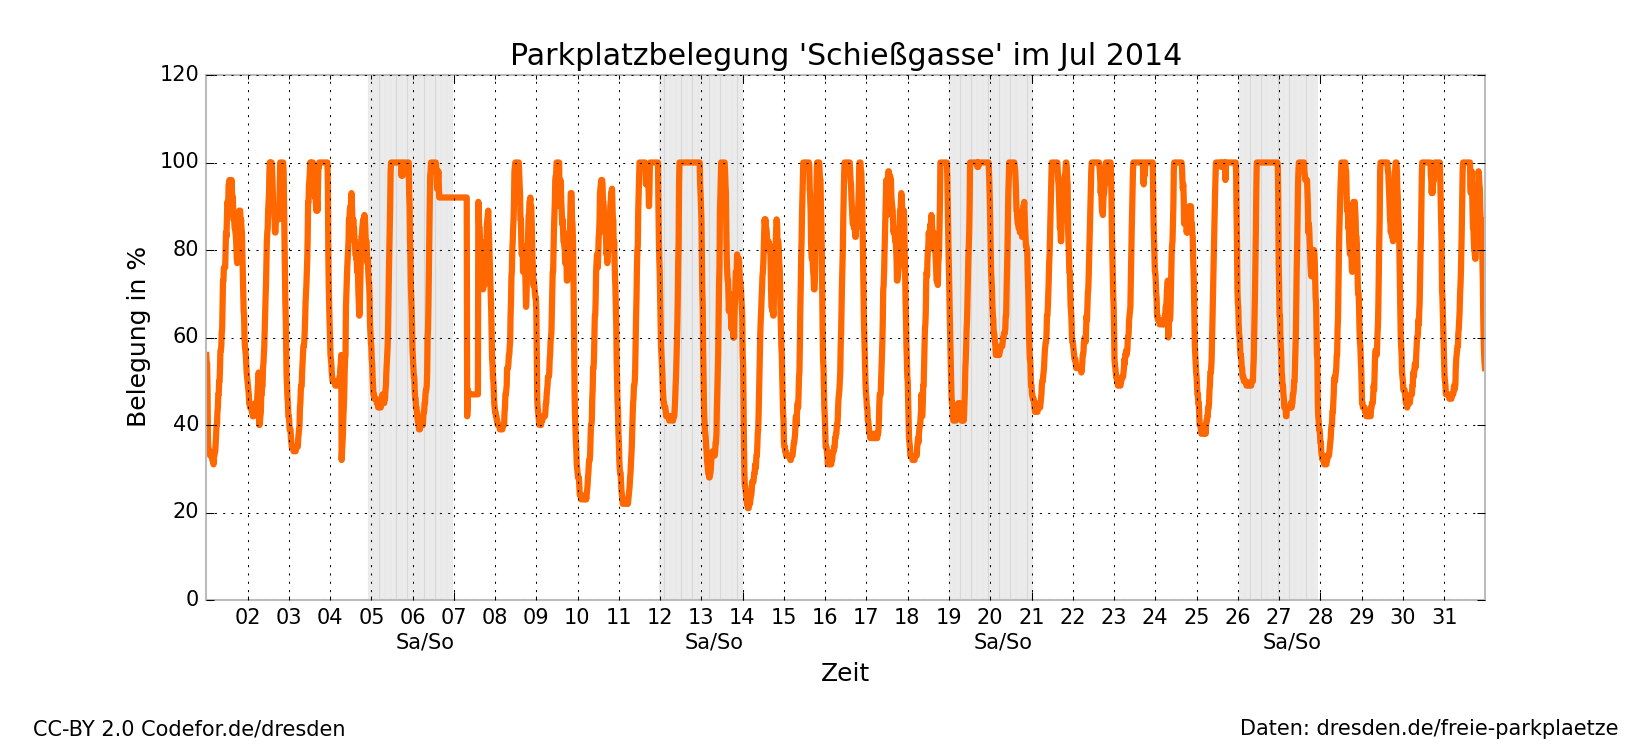 Parkplatzbelegung 'Schießgasse' im Jul 2014
120
100
80
60
40
20
0
Belegung in %
02 03 04 05 06 07 08 09 10 11 12 13 14 15 16 17 18 19 20 21 22 23 24 25 26 27 28 29 30 31
Sa/So Sa/So Sa/So Sa/So
Zeit
CC-BY 2.0 Codefor.de/dresden
Daten: dresden.de/freie-parkplaetze